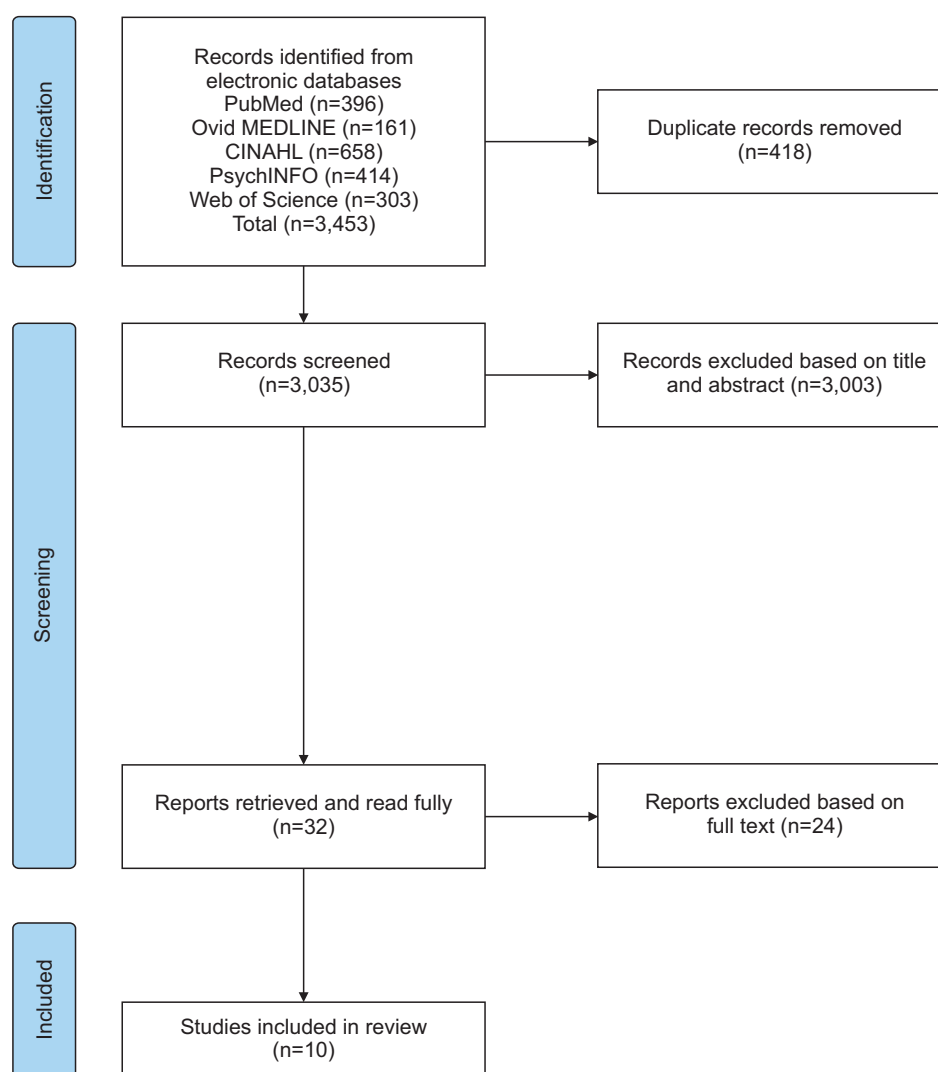 Identification
Records identified from
electronic databases
PubMed (n=396)
Ovid MEDLINE (n=161)
CINAHL (n=658)
PsychINFO (n=414)
Web of Science (n=303)
Total (n=3,453)
Duplicate records removed
(n=418)
Screening
Records screened
(n=3,035)
Records excluded based on title
and abstract (n=3,003)
Reports retrieved and read fully
(n=32)
Reports excluded based on
full text (n=24)
Included
Studies included in review
(n=10)